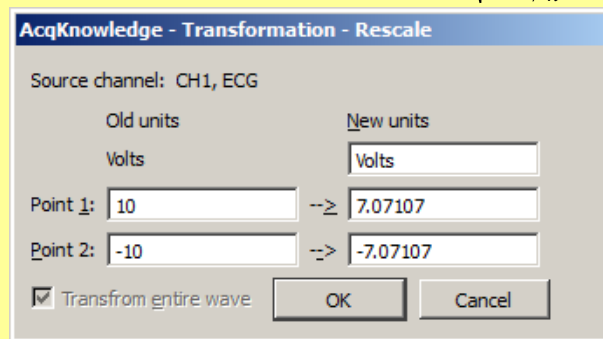 AcqKnowledge - Transformation - Rescale
Source channel: CH1, ECG
Old units New units
Volts Volts
Point 1: 10 --> 7.07107
Point 2: -10 --> -7.07107
Transfrom entire wave OK Cancel